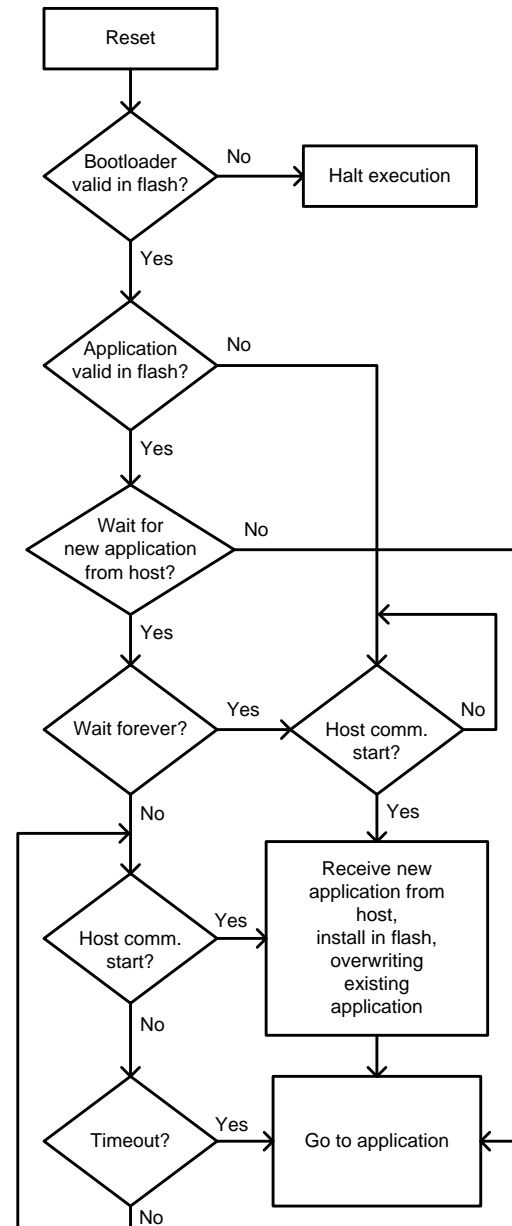 Reset
Bootloader
valid in flash?
No
Halt execution
Yes
Application
valid in flash?
No
Yes
Wait for
new application
from host?
No
Yes
Wait forever?
Yes
Host comm.
start?
No
No
Yes
Receive new
application from
host,
install in flash,
overwriting
existing
application
Host comm.
start?
Yes
No
Timeout?
Yes
Go to application
No